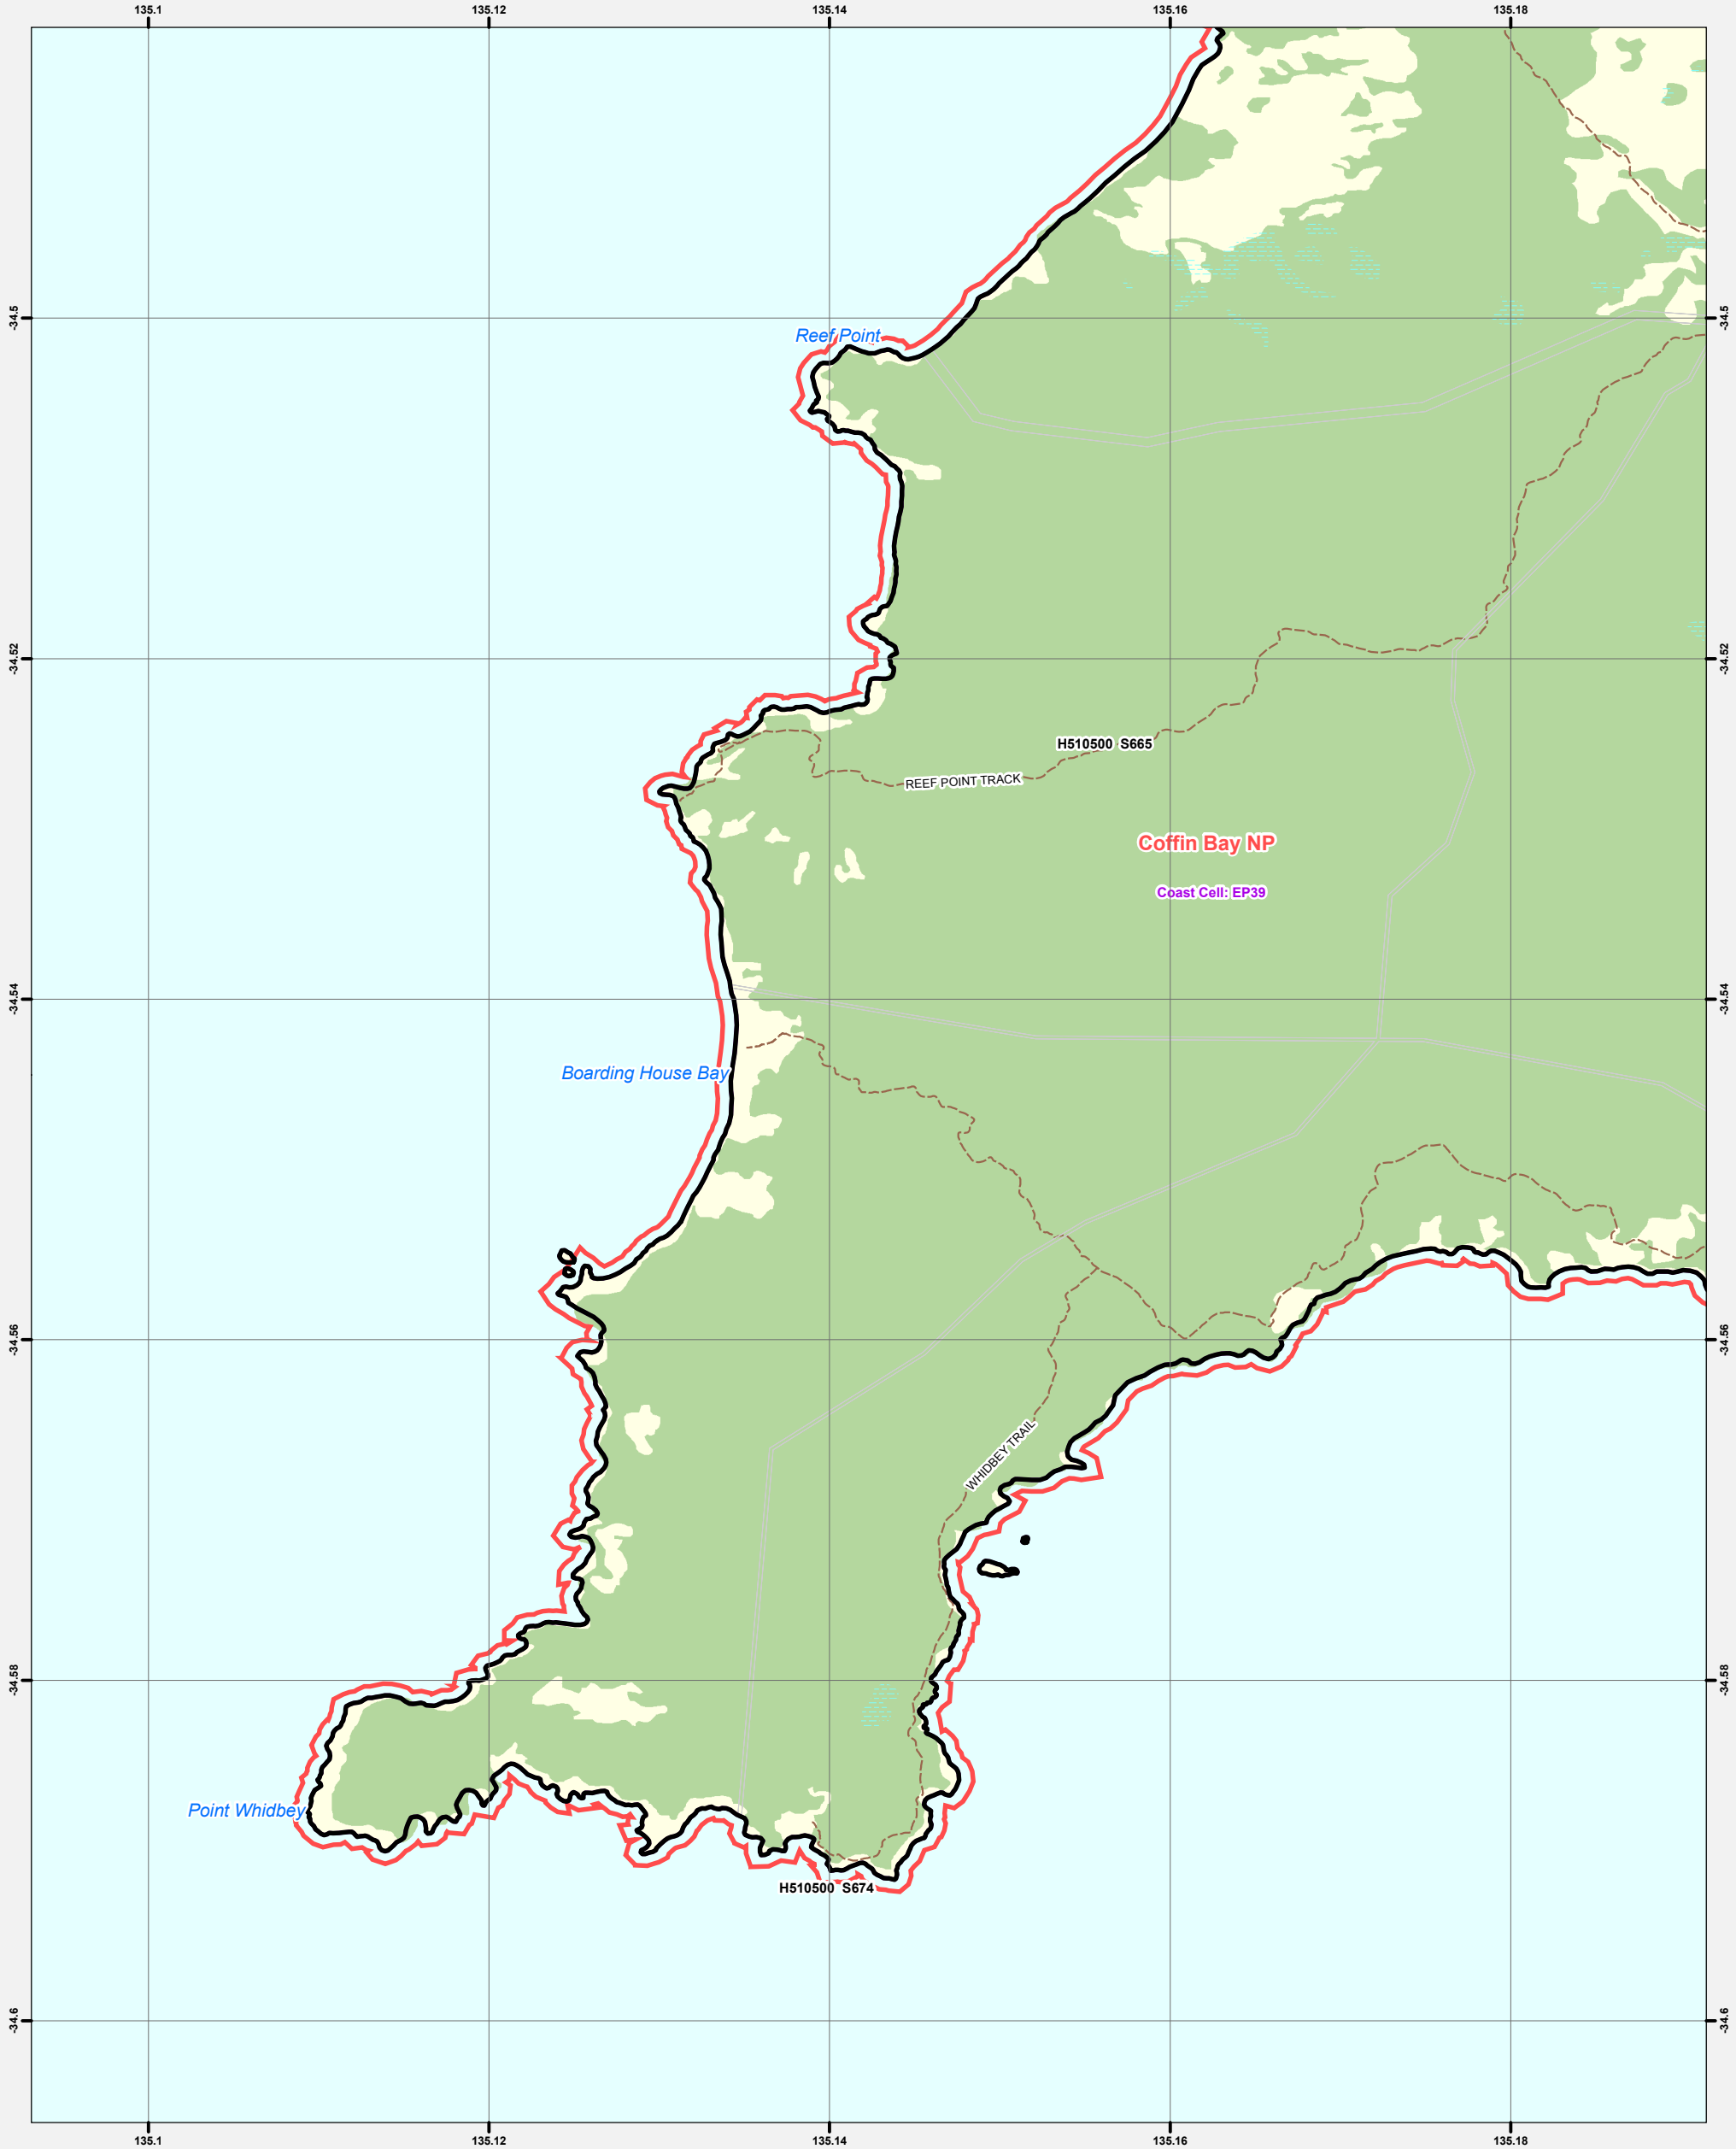 135.1 135.12 135.14 135.16 135.18
-34.5 -34.5
Reef Point
-34.52 -34.52
H510500 S665
REEF POINT TRACK
Coffin Bay NP
Coast Cell: EP39
-34.54 -34.54
Boarding House Bay
-34.56 -34.56
WHIDBEY TRAIL
-34.58 -34.58
Point Whidbey
H510500 S674
-34.6 -34.6
135.1 135.12 135.14 135.16 135.18